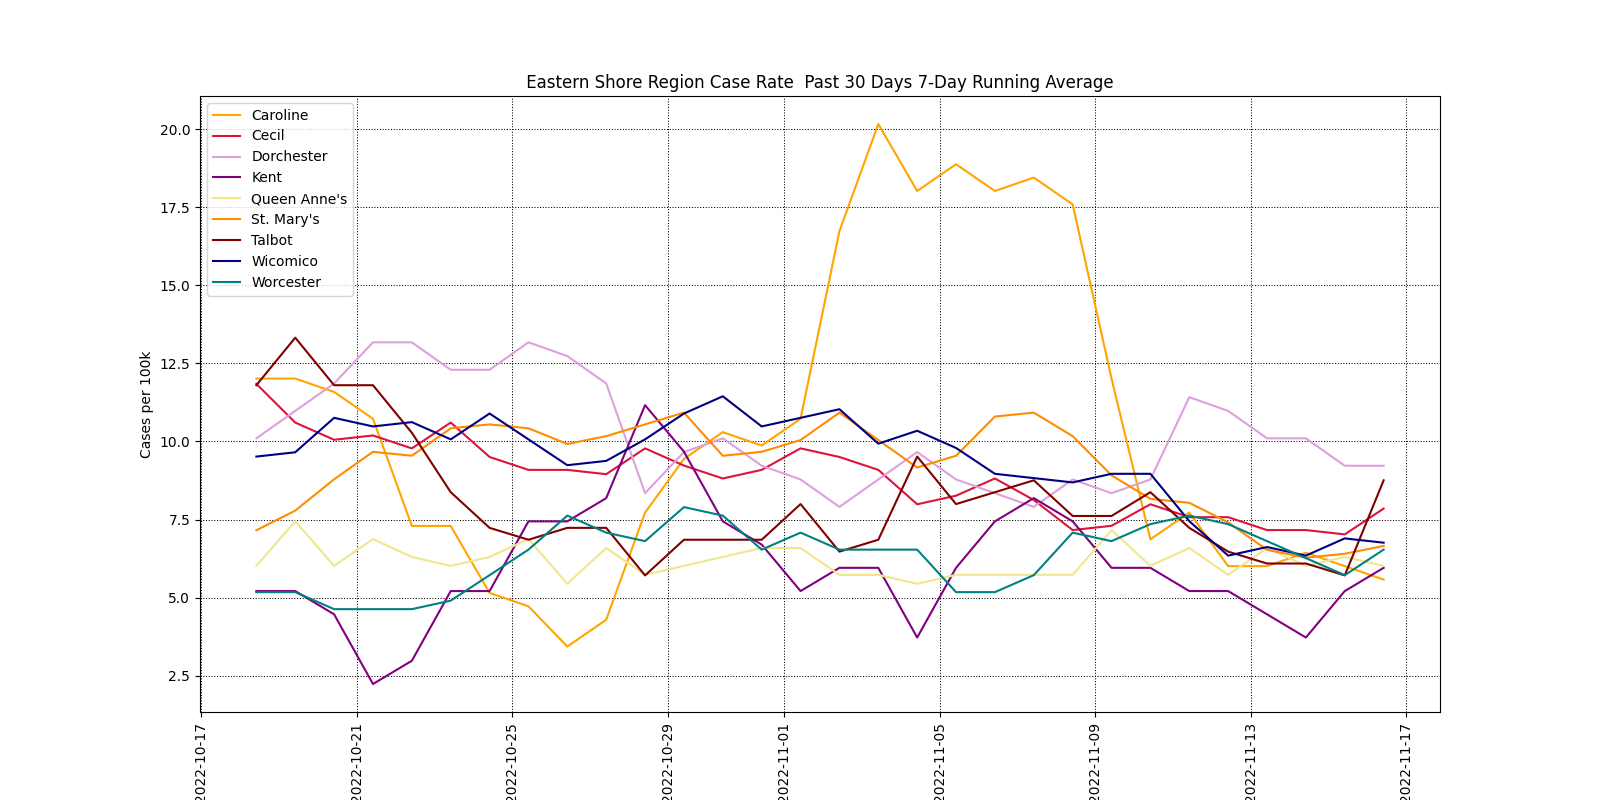 Eastern Shore Region Case Rate  Past 30 Days 7-Day Running Average
Caroline
Cecil
Dorchester
Kent
Queen Anne's
St. Mary's
Talbot
Wicomico
Worcester
Cases per 100k
20.0
17.5
15.0
12.5
10.0
7.5
5.0
2.5
2022-10-17
2022-10-21
2022-10-25
2022-10-29
2022-11-01
2022-11-05
2022-11-09
2022-11-13
2022-11-17